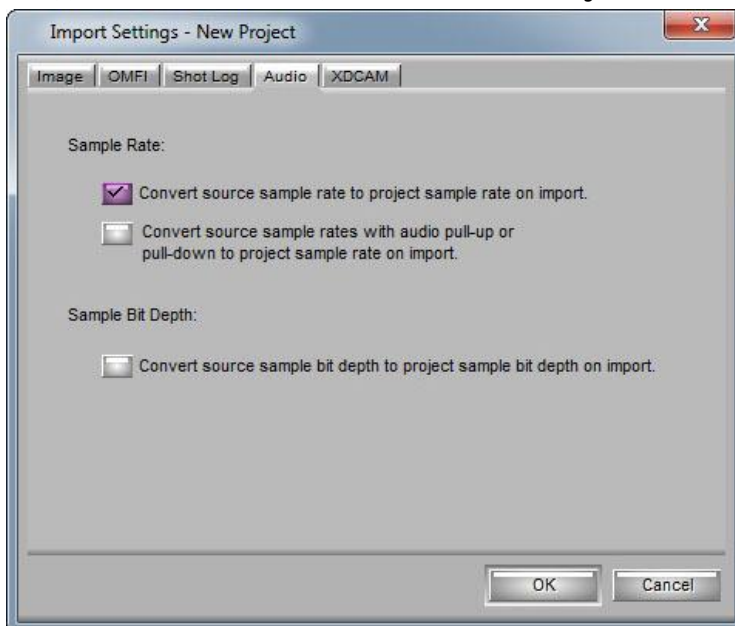 Import Settings - New Project
X
Image OMFI Shot Log Audio XDCAM
Sample Rate:
Convert source sample rate to project sample rate on import.
Convert source sample rates with audio pull-up or
pull-down to project sample rate on import.
Sample Bit Depth:
Convert source sample bit depth to project sample bit depth on import.
OK Cancel